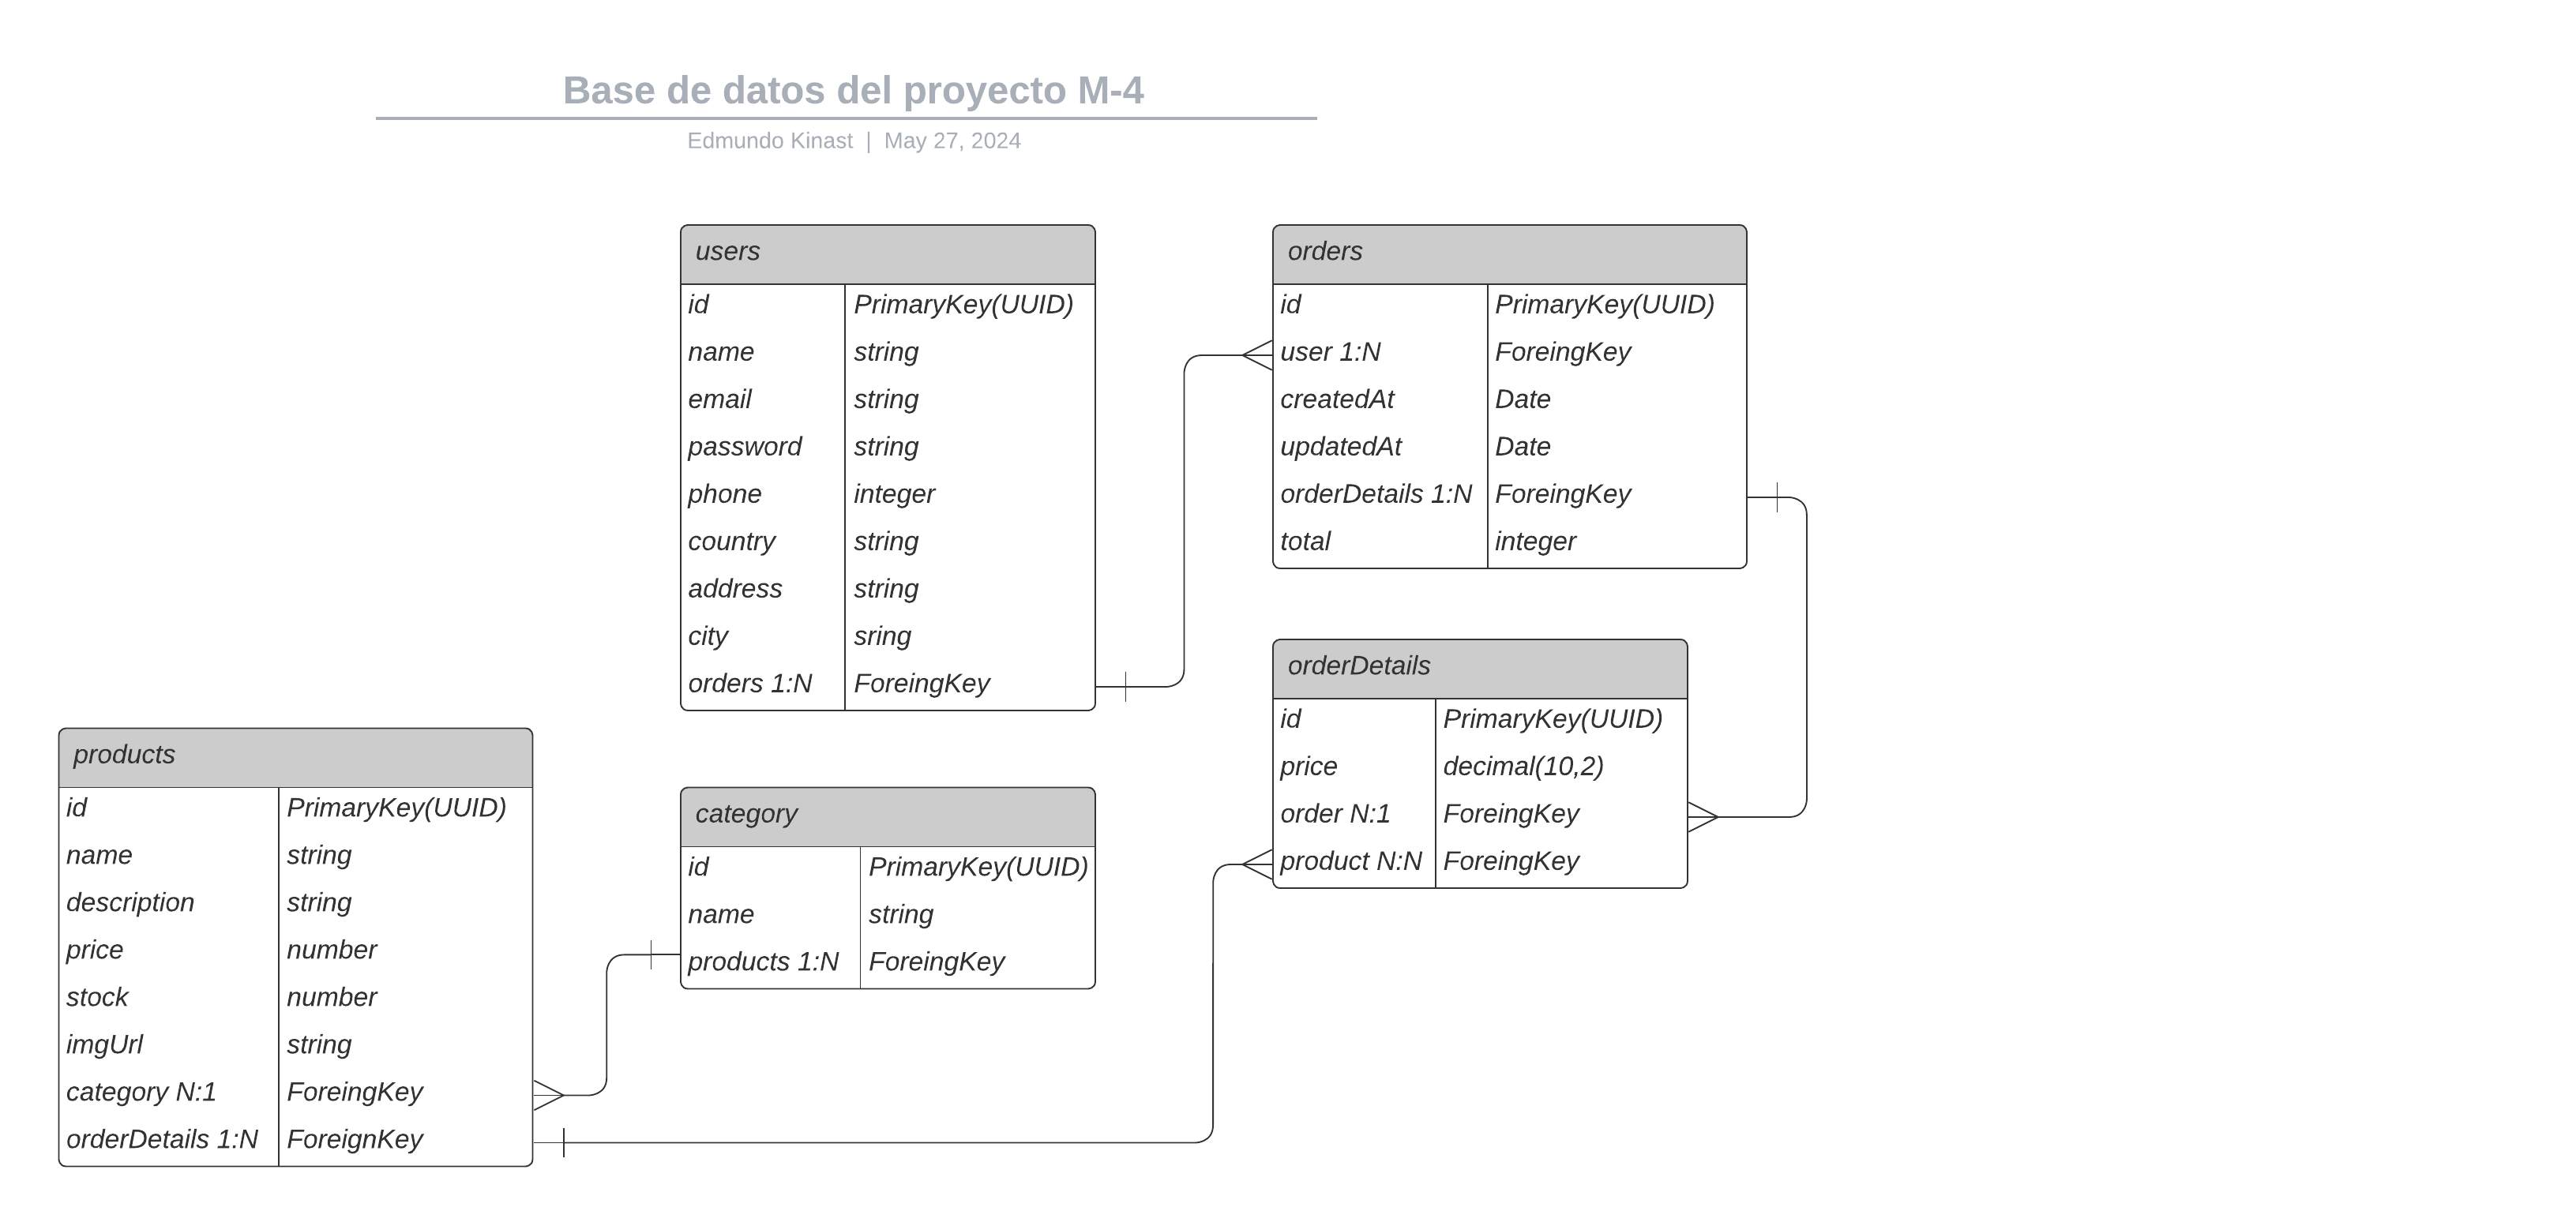 Base de datos del proyecto M-4
Edmundo Kinast | May 27, 2024
users
id PrimaryKey(UUID)
name string
email string
password string
phone integer
country string
address string
city sring
orders 1:N ForeingKey
orders
id PrimaryKey(UUID)
user 1:N ForeingKey
createdAt Date
updatedAt Date
orderDetails 1:N ForeingKey
total integer
orderDetails
id PrimaryKey(UUID)
price decimal(10,2)
order N:1 ForeingKey
product N:N ForeingKey
products
id PrimaryKey(UUID)
name string
description string
price number
stock number
imgUrl string
category N:1 ForeingKey
orderDetails 1:N ForeignKey
category
id PrimaryKey(UUID)
name string
products 1:N ForeingKey